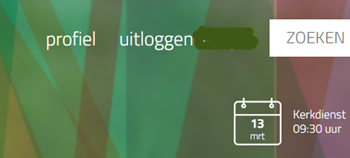 profiel uitloggen ZOEKEN
13
mrt
Kerkdienst
09:30 uur